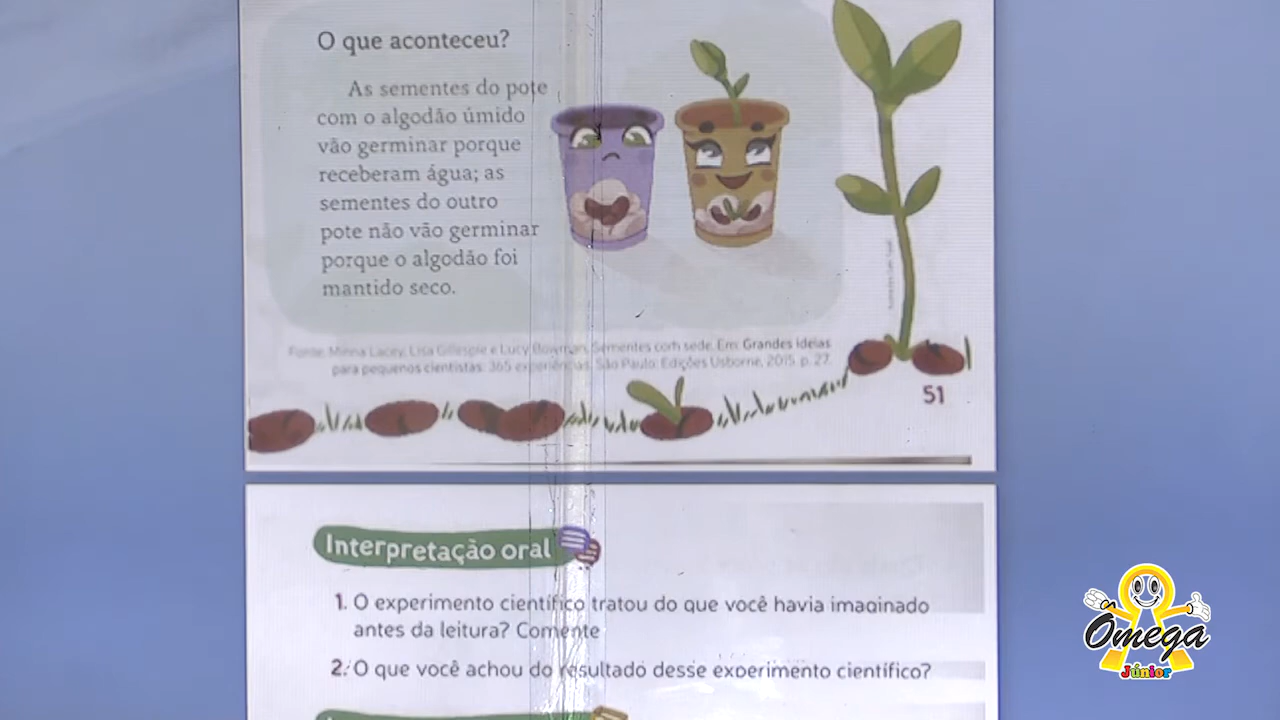 O que aconteceu?
As sementes do pote
com o algodão úmido
vão germinar porque
receberam água; as
sementes do outro
pote não vão germinar
porque o algodão foi
mantido seco.
Fonte: Minna Lacey, Lisa Gillespie e Lucy Bowman. Sementes com sede. Em: Grandes ideias
para pequenos cientistas: 365 experiências. São Paulo: Edições Usborne, 2015. p. 27.
51
Interpretação oral
1. O experimento científico tratou do que você havia imaginado
antes da leitura? Comente
2. O que você achou do resultado desse experimento científico?
Ômega
Júnior